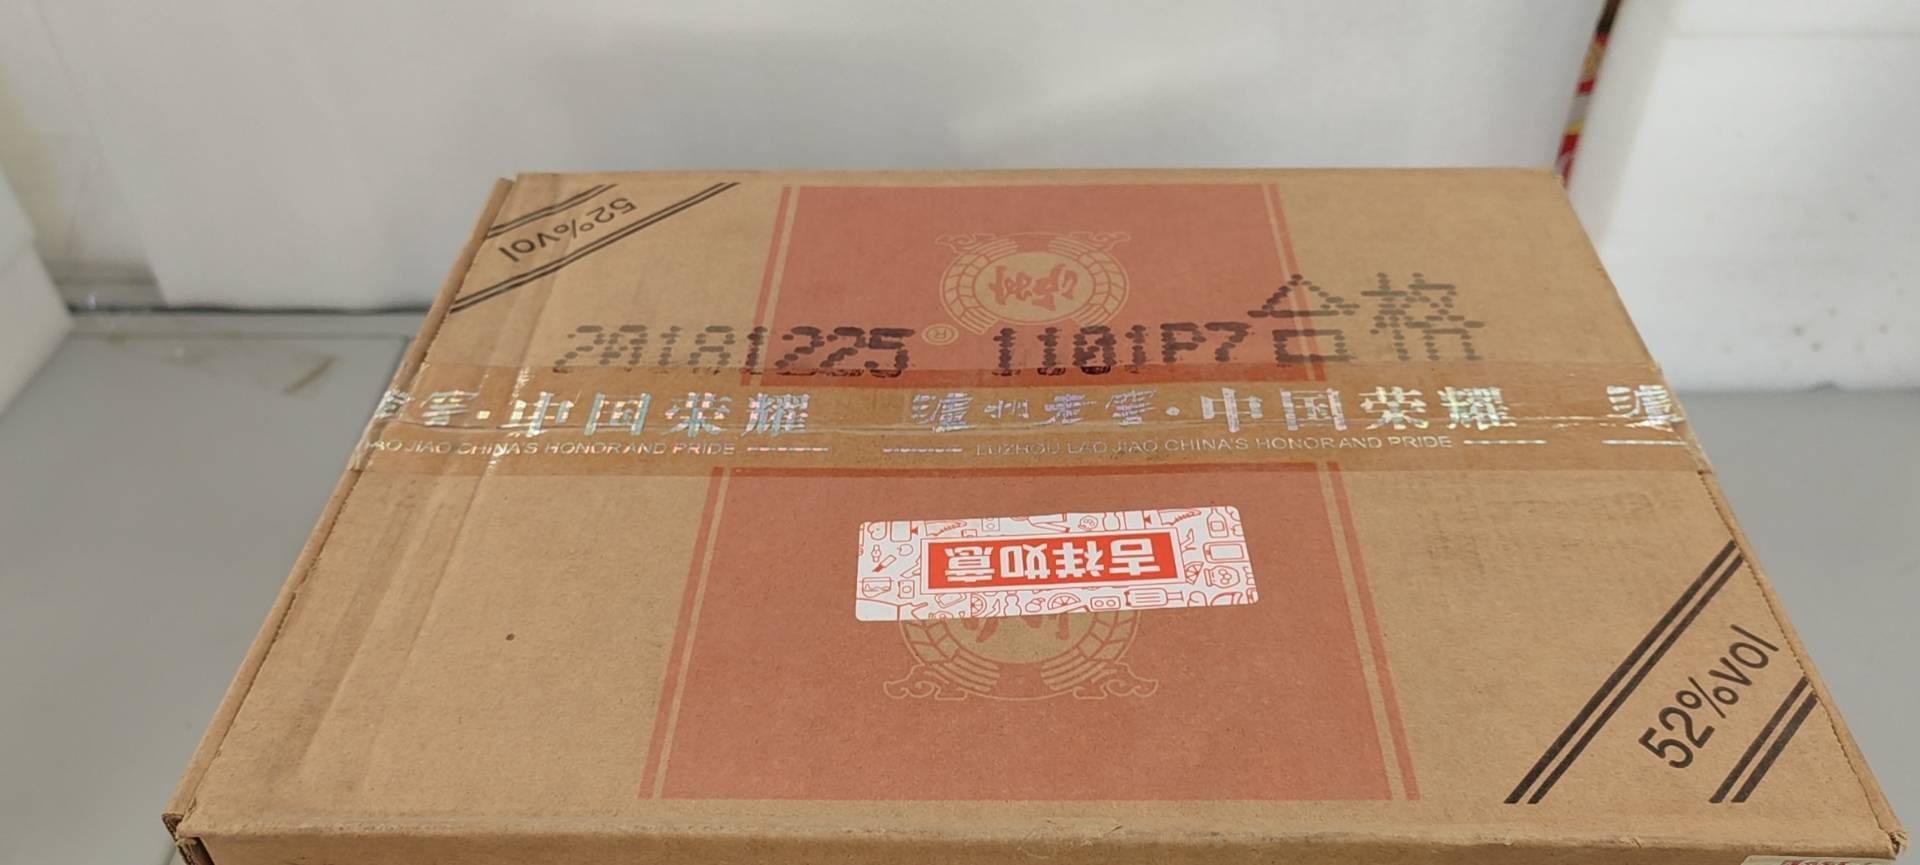 52%vol
20181225 1101P7 合格
窖·中国荣耀 泸州老窖·中国荣耀 泸
LAO JIAO CHINA'S HONOR AND PRIDE LUZHOU LAO JIAO CHINA'S HONOR AND PRIDE
吉祥如意
52%vol